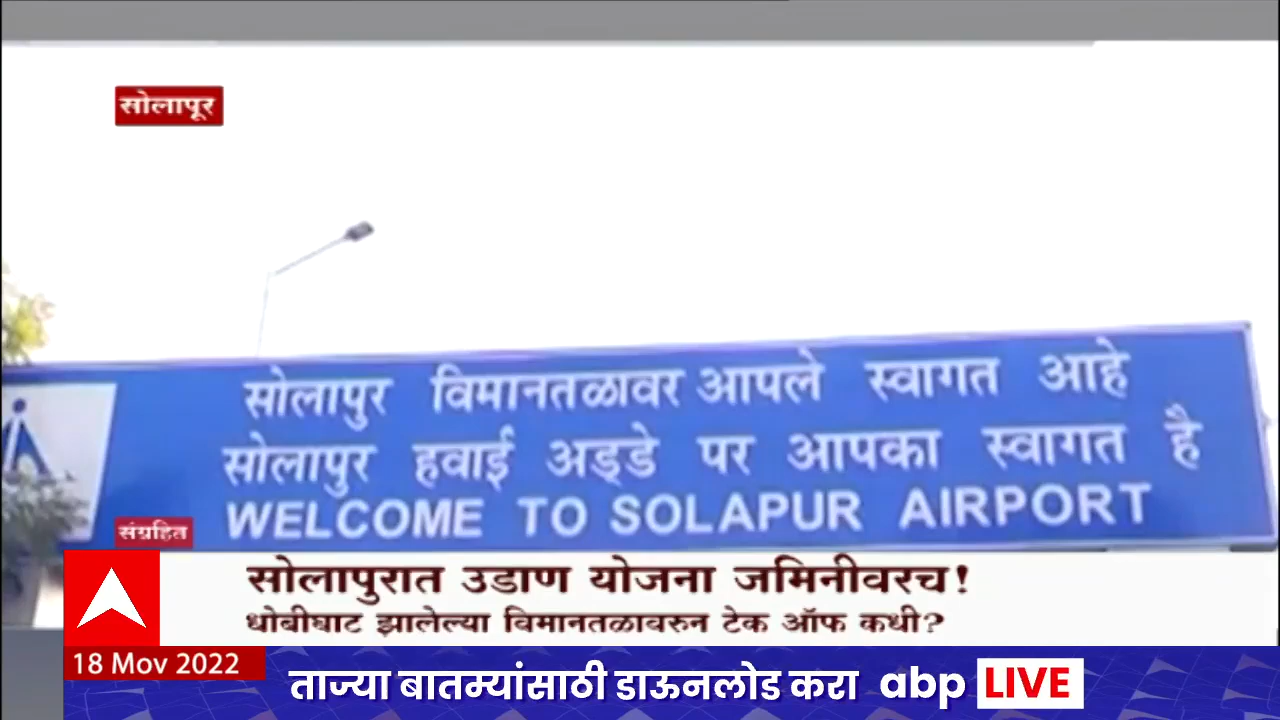 सोलापूर
सोलापुर विमानतळावर आपले स्वागत आहे
सोलापुर हवाई अड्डे पर आपका स्वागत है
WELCOME TO SOLAPUR AIRPORT
संग्रहित
सोलापुरात उडाण योजना जमिनीवरच!
धोबीघाट झालेल्या विमानतळावरुन टेक ऑफ कधी?
18 Mov 2022
ताज्या बातम्यांसाठी डाऊनलोड करा abp LIVE